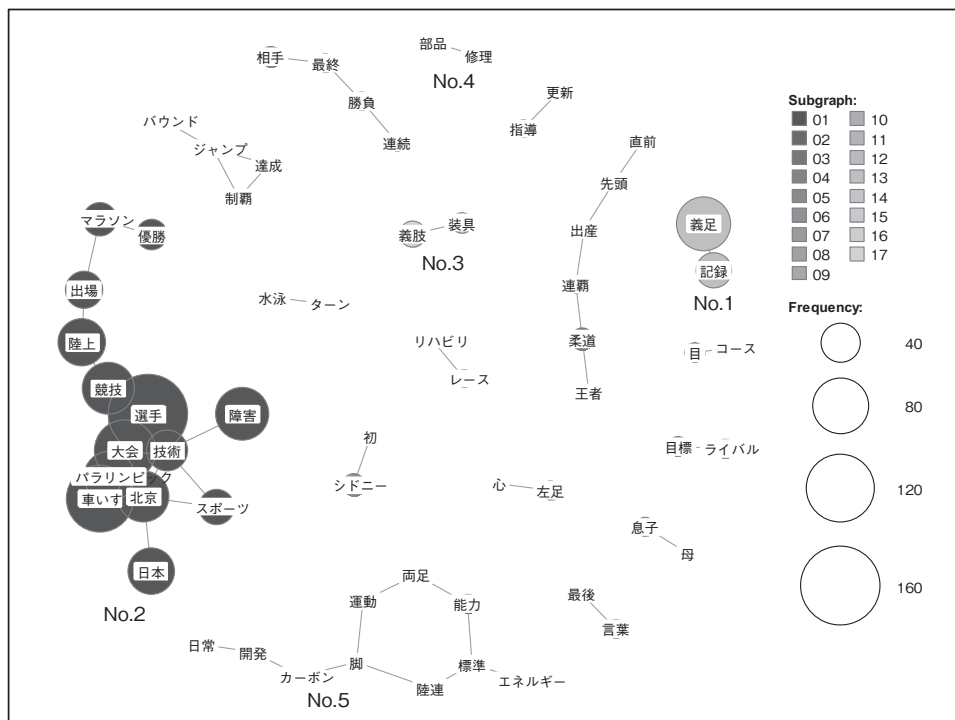 部品
修理
No.4
相手
最終
勝負
連続
更新
指導
バウンド
ジャンプ
達成
制覇
直前
先頭
出産
連覇
柔道
王者
マラソン
優勝
出場
陸上
競技
選手
障害
大会
技術
パラリンピック
車いす
北京
スポーツ
日本
No.2
義肢
装具
No.3
義足
記録
No.1
水泳
ターン
リハビリ
レース
目
コース
初
シドニー
目標
ライバル
心
左足
息子
母
最後
言葉
両足
運動
能力
日常
開発
カーボン
脚
陸連
標準
エネルギー
No.5
Subgraph:
01
02
03
04
05
06
07
08
09
10
11
12
13
14
15
16
17
Frequency:
40
80
120
160